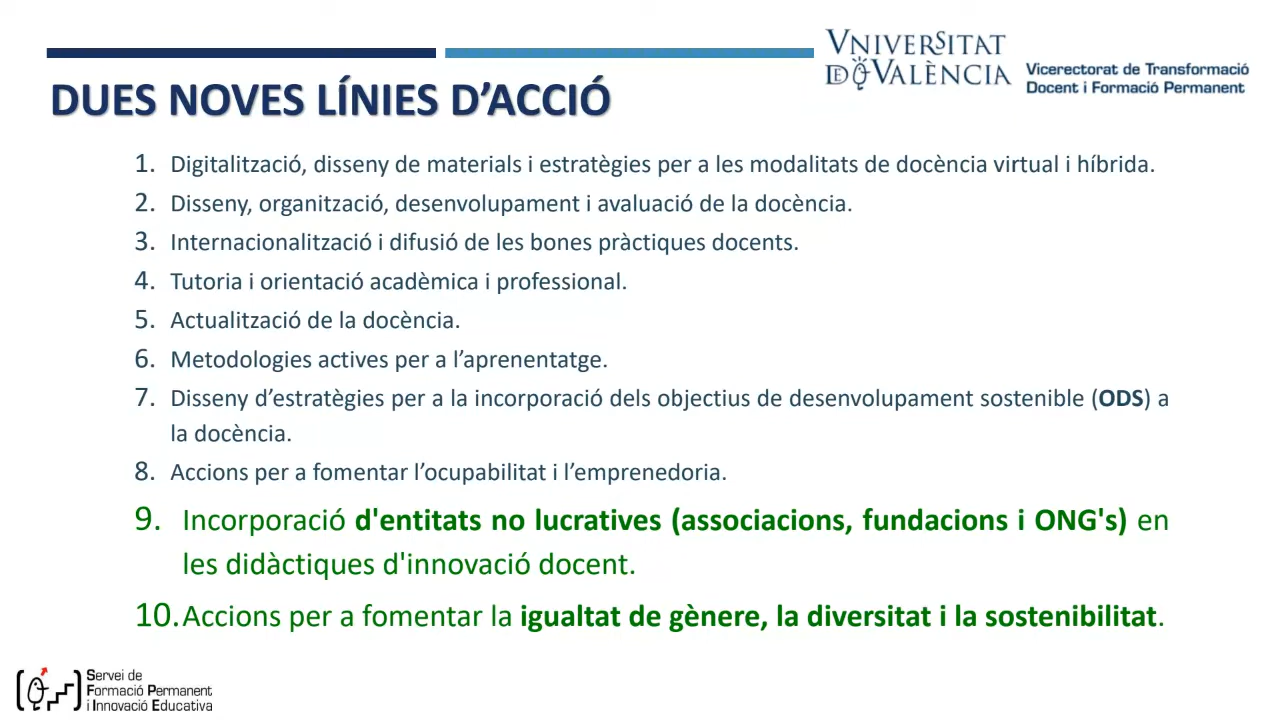 VNIVERSITAT
DE VALÈNCIA
Vicerectorat de Transformació
Docent i Formació Permanent
DUES NOVES LÍNIES D’ACCIÓ
1. Digitalització, disseny de materials i estratègies per a les modalitats de docència virtual i híbrida.
2. Disseny, organització, desenvolupament i avaluació de la docència.
3. Internacionalització i difusió de les bones pràctiques docents.
4. Tutoria i orientació acadèmica i professional.
5. Actualització de la docència.
6. Metodologies actives per a l’aprenentatge.
7. Disseny d’estratègies per a la incorporació dels objectius de desenvolupament sostenible (ODS) a
la docència.
8. Accions per a fomentar l’ocupabilitat i l’emprenedoria.
9. Incorporació d'entitats no lucratives (associacions, fundacions i ONG's) en
les didàctiques d'innovació docent.
10. Accions per a fomentar la igualtat de gènere, la diversitat i la sostenibilitat.
Servei de
Formació Permanent
i Innovació Educativa